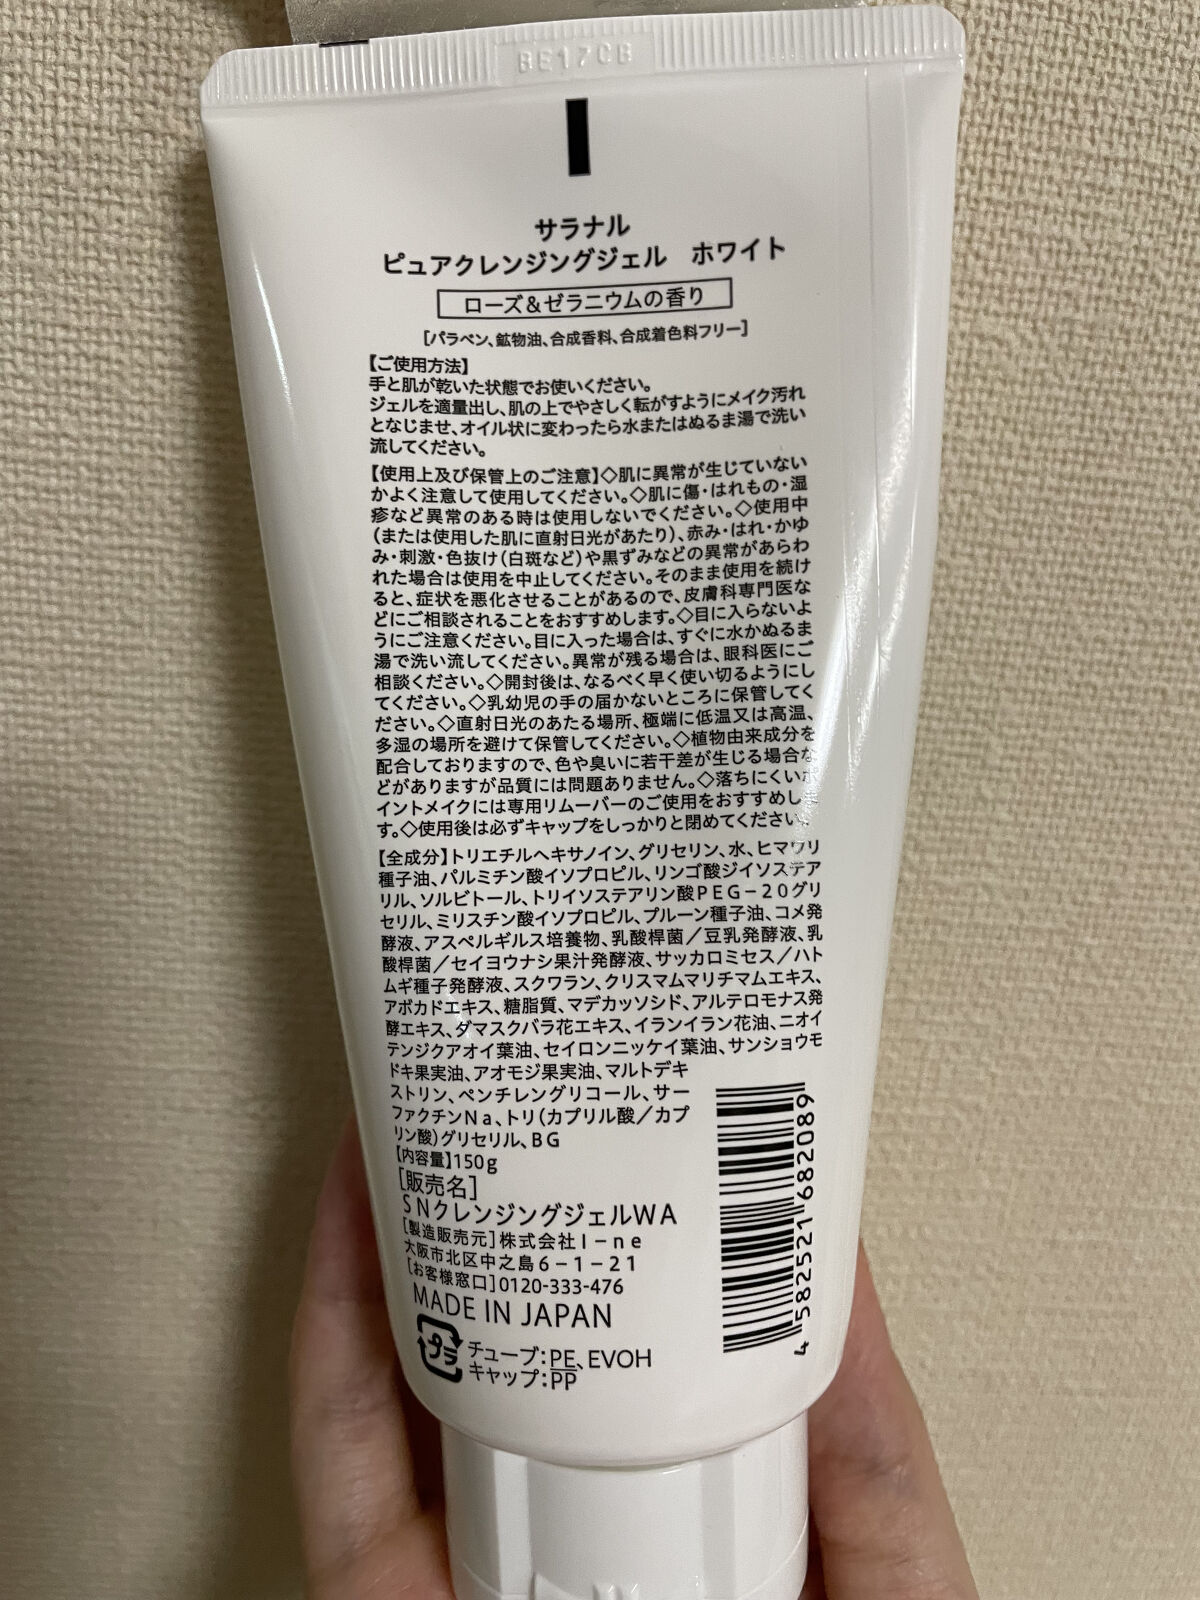 BE17CB
サラナル
ピュアクレンジングジェル ホワイト
ローズ&ゼラニウムの香り
[パラベン、鉱物油、合成香料、合成着色料フリー]
【ご使用方法】
手と肌が乾いた状態でお使いください。
ジェルを適量出し、肌の上でやさしく転がすようにメイク汚れ
となじませ、オイル状に変わったら水またはぬるま湯で洗い
流してください。
【使用上及び保管上のご注意】◇肌に異常が生じていない
かよく注意して使用してください。◇肌に傷・はれもの・湿
疹など異常のある時は使用しないでください。◇使用中
(または使用した肌に直射日光があたり)、赤み・はれ・かゆ
み・刺激・色抜け(白斑など)や黒ずみなどの異常があらわ
れた場合は使用を中止してください。そのまま使用を続け
ると、症状を悪化させることがあるので、皮膚科専門医な
どにご相談されることをおすすめします。◇目に入らないよ
うにご注意ください。目に入った場合は、すぐに水かぬるま
湯で洗い流してください。異常が残る場合は、眼科医にご
相談ください。◇開封後は、なるべく早く使い切るようにし
てください。◇乳幼児の手の届かないところに保管してく
ださい。◇直射日光のあたる場所、極端に低温又は高温、
多湿の場所を避けて保管してください。◇植物由来成分を
配合しておりますので、色や臭いに若干差が生じる場合な
どがありますが品質には問題ありません。◇落ちにくいポ
イントメイクには専用リムーバーのご使用をおすすめしま
す。◇使用後は必ずキャップをしっかりと閉めてください。
【全成分】トリエチルヘキサノイン、グリセリン、水、ヒマワリ
種子油、パルミチン酸イソプロピル、リンゴ酸ジイソステア
リル、ソルビトール、トリイソステアリン酸PEG-20グリ
セリル、ミリスチン酸イソプロピル、プルーン種子油、コメ発
酵液、アスペルギルス培養物、乳酸桿菌/豆乳発酵液、乳
酸桿菌/セイヨウナシ果汁発酵液、サッカロミセス/ハト
ムギ種子発酵液、スクワラン、クリスマムマリチマムエキス、
アボカドエキス、糖脂質、マデカッソシド、アルテロモナス発
酵エキス、ダマスクバラ花エキス、イランイラン花油、ニオイ
テンジクアオイ葉油、セイロンニッケイ葉油、サンショウモ
ドキ果実油、アオモジ果実油、マルトデキ
ストリン、ペンチレングリコール、サー
ファクチンNa、トリ(カプリル酸/カプ
リン酸)グリセリル、BG
【内容量】150g
[販売名]
SNクレンジングジェルWA
[製造販売元]株式会社I-ne
大阪市北区中之島6-1-21
[お客様窓口]0120-333-476
MADE IN JAPAN
プラ チューブ:PE、EVOH
キャップ:PP
4 582521 682089